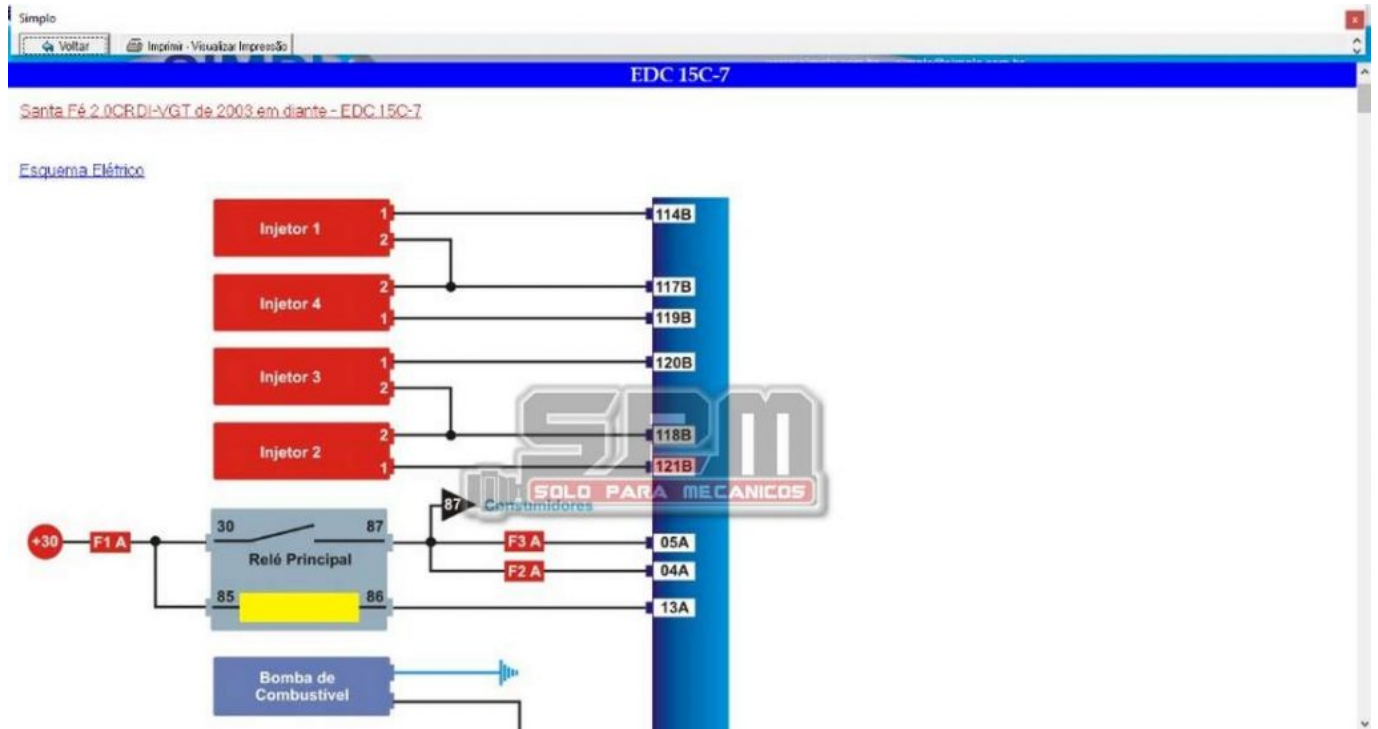 Simplo
Voltar
Imprimir - Visualizar Impressão
EDC 15C-7
Santa Fé 2.0CRDI-VGT de 2003 em diante - EDC 15C-7
Esquema Elétrico
Injetor 1
1
2
114B
Injetor 4
2
1
117B
119B
Injetor 3
1
2
120B
Injetor 2
2
1
118B
121B
SPM
SOLO PARA MECANICOS
87
Consumidores
+30
F1 A
30
87
Relé Principal
85
86
F3 A
05A
F2 A
04A
13A
Bomba de
Combustível